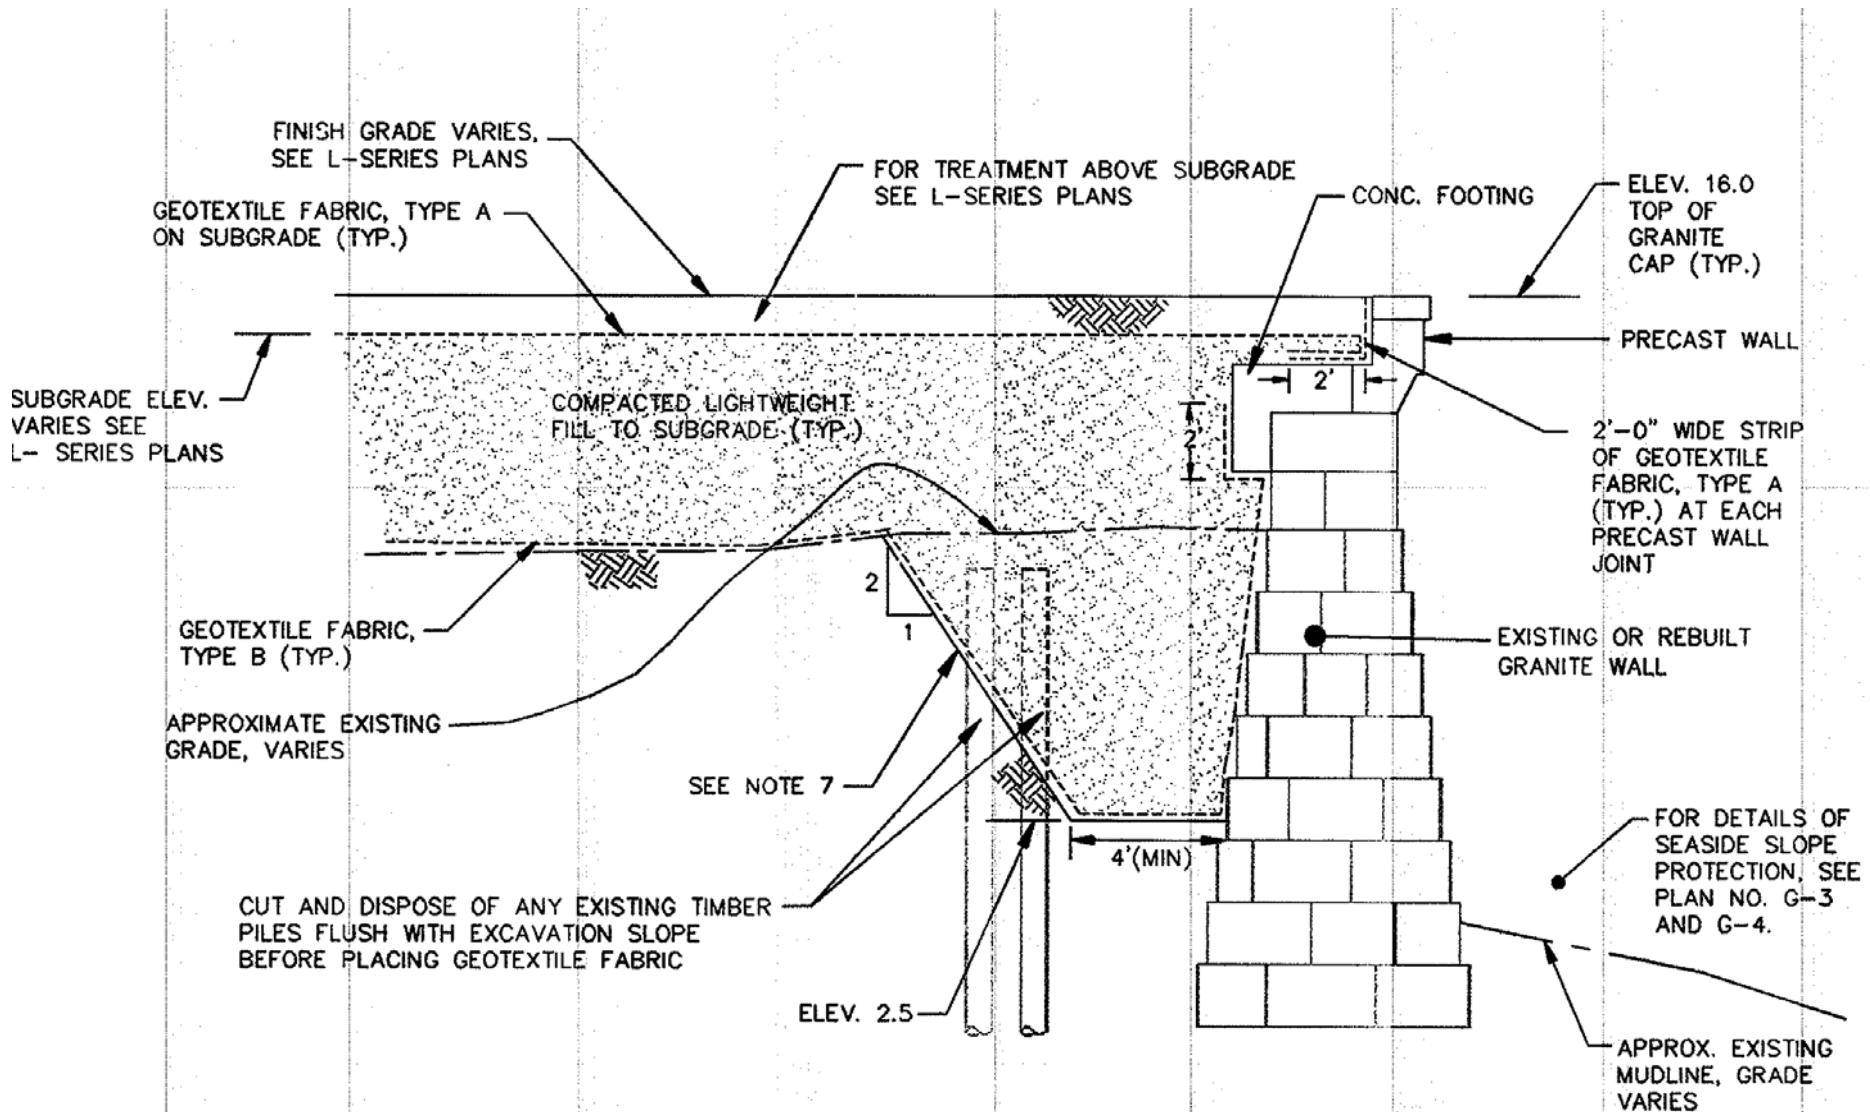 FINISH GRADE VARIES,
SEE L-SERIES PLANS
FOR TREATMENT ABOVE SUBGRADE
SEE L-SERIES PLANS
GEOTEXTILE FABRIC, TYPE A
ON SUBGRADE (TYP.)
CONC. FOOTING
ELEV. 16.0
TOP OF
GRANITE
CAP (TYP.)
PRECAST WALL
SUBGRADE ELEV.
VARIES SEE
L- SERIES PLANS
COMPACTED LIGHTWEIGHT
FILL TO SUBGRADE (TYP.)
2'
2'
2'-0" WIDE STRIP
OF GEOTEXTILE
FABRIC, TYPE A
(TYP.) AT EACH
PRECAST WALL
JOINT
2
1
GEOTEXTILE FABRIC,
TYPE B (TYP.)
EXISTING OR REBUILT
GRANITE WALL
APPROXIMATE EXISTING
GRADE, VARIES
SEE NOTE 7
4'(MIN)
FOR DETAILS OF
SEASIDE SLOPE
PROTECTION, SEE
PLAN NO. G-3
AND G-4.
CUT AND DISPOSE OF ANY EXISTING TIMBER
PILES FLUSH WITH EXCAVATION SLOPE
BEFORE PLACING GEOTEXTILE FABRIC
ELEV. 2.5
APPROX. EXISTING
MUDLINE, GRADE
VARIES